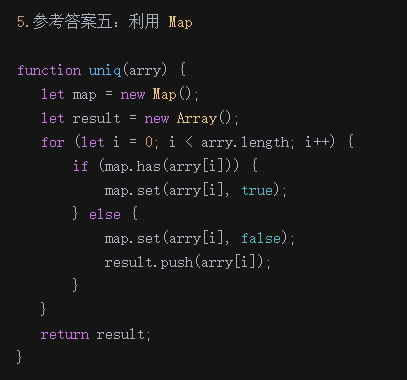 5.参考答案五：利用 Map
function uniq(arry) {
let map = new Map();
let result = new Array();
for (let i = 0; i < arry.length; i++) {
if (map.has(arry[i])) {
map.set(arry[i], true);
} else {
map.set(arry[i], false);
result.push(arry[i]);
}
}
return result;
}